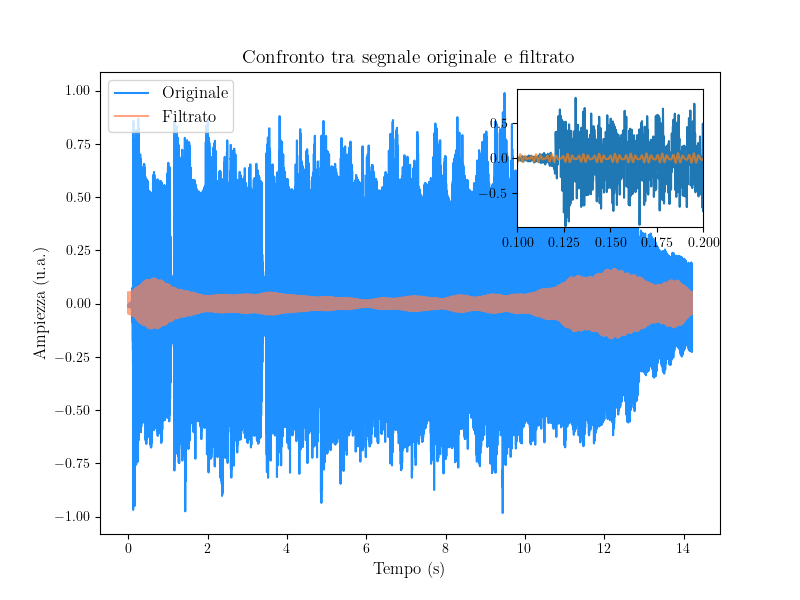 Confronto tra segnale originale e filtrato
Originale
Filtrato
1.00
0.75
0.50
0.25
0.00
−0.25
−0.50
−0.75
−1.00
Ampiezza (u.a.)
0.5
0.0
−0.5
0.100 0.125 0.150 0.175 0.200
0 2 4 6 8 10 12 14
Tempo (s)